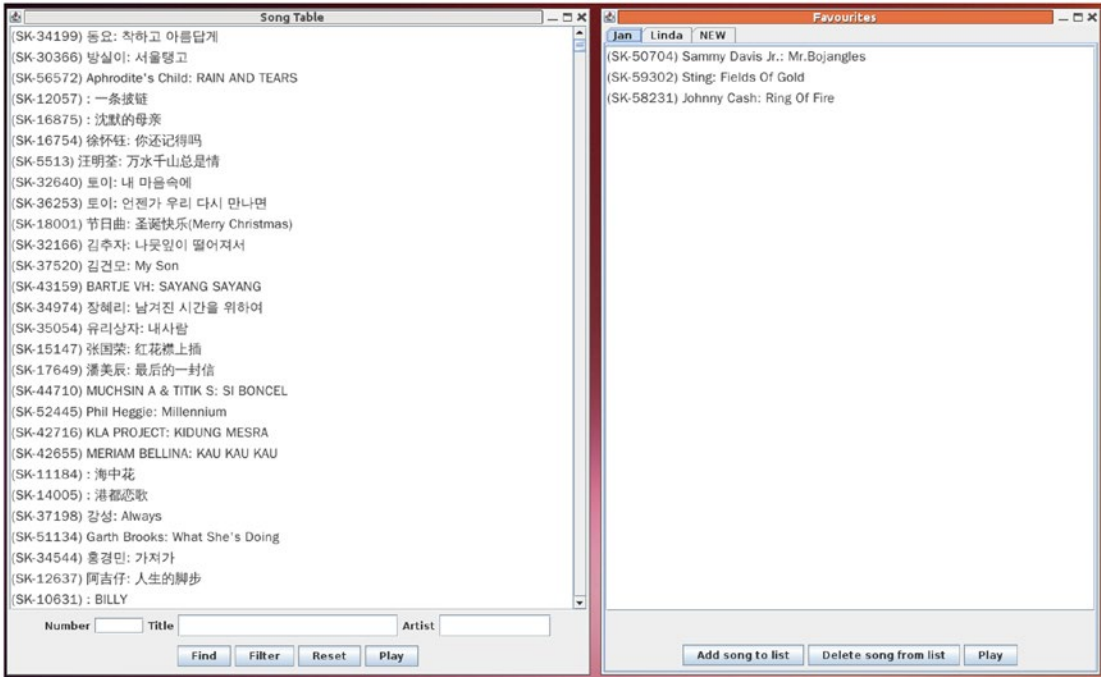 Song Table
(SK-34199) 동요: 착하고 아름답게
(SK-30366) 방실이: 서울탱고
(SK-56572) Aphrodite's Child: RAIN AND TEARS
(SK-12057) : 一条披链
(SK-16875) : 沈默的母亲
(SK-16754) 徐怀钰: 你还记得吗
(SK-5513) 汪明荃: 万水千山总是情
(SK-32640) 토이: 내 마음속에
(SK-36253) 토이: 언젠가 우리 다시 만나면
(SK-18001) 节日曲: 圣诞快乐(Merry Christmas)
(SK-32166) 김추자: 나뭇잎이 떨어져서
(SK-37520) 김건모: My Son
(SK-43159) BARTJE VH: SAYANG SAYANG
(SK-34974) 장혜리: 남겨진 시간을 위하여
(SK-35054) 유리상자: 내사람
(SK-15147) 张国荣: 红花襟上插
(SK-17649) 潘美辰: 最后的一封信
(SK-44710) MUCHSIN A & TITIK S: SI BONCEL
(SK-52445) Phil Heggie: Millennium
(SK-42716) KLA PROJECT: KIDUNG MESRA
(SK-42655) MERIAM BELLINA: KAU KAU KAU
(SK-11184) : 海中花
(SK-14005) : 港都恋歌
(SK-37198) 강성: Always
(SK-51134) Garth Brooks: What She's Doing
(SK-34544) 홍경민: 가져가
(SK-12637) 阿吉仔: 人生的脚步
(SK-10631) : BILLY
Number Title Artist
Find Filter Reset Play
Favourites
Jan Linda NEW
(SK-50704) Sammy Davis Jr.: Mr.Bojangles
(SK-59302) Sting: Fields Of Gold
(SK-58231) Johnny Cash: Ring Of Fire
Add song to list Delete song from list Play